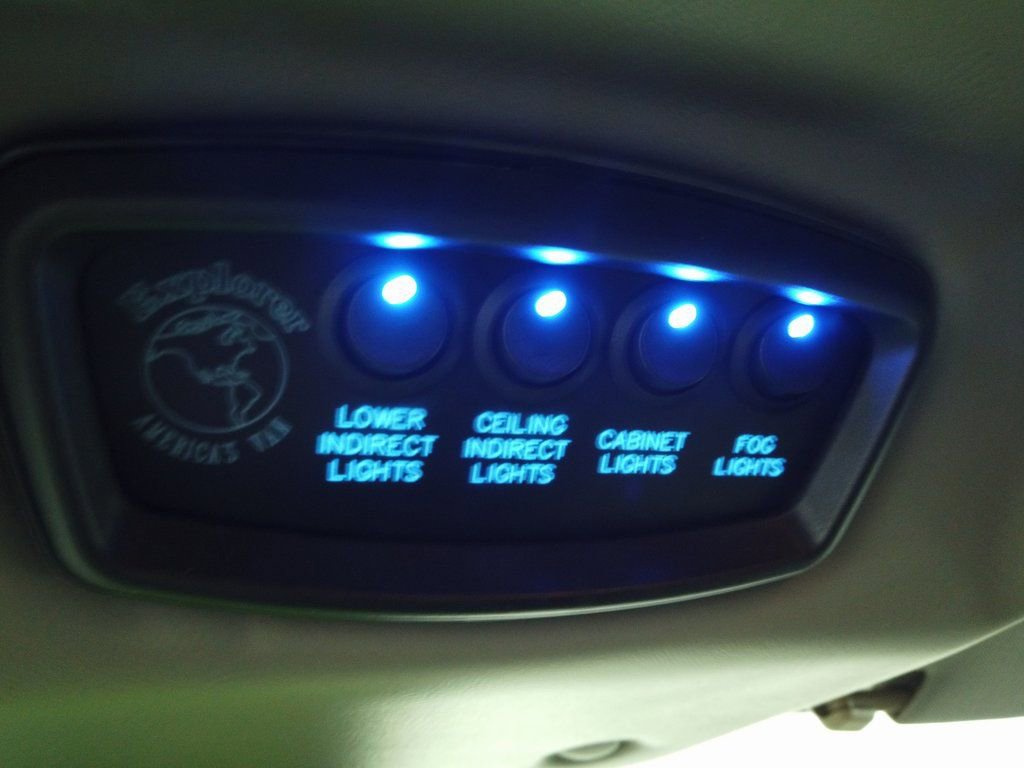 Explorer
AMERICA'S VAN
LOWER
INDIRECT
LIGHTS
CEILING
INDIRECT
LIGHTS
CABINET
LIGHTS
FOG
LIGHTS